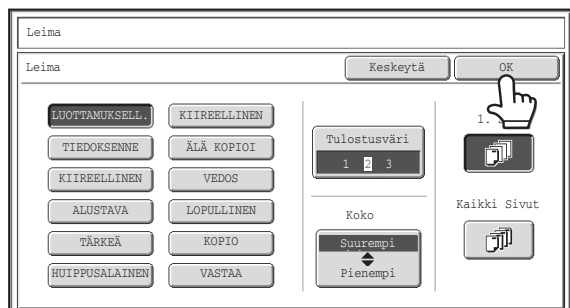 Leima
Leima
Keskeytä
OK
LUOTTAMUKSELL.
KIIREELLINEN
TIEDOKSENNE
ÄLÄ KOPIOI
KIIREELLINEN
VEDOS
ALUSTAVA
LOPULLINEN
TÄRKEÄ
KOPIO
HUIPPUSALAINEN
VASTAA
Tulostusväri
1 2 3
Koko
Suurempi
Pienempi
1.
Kaikki Sivut